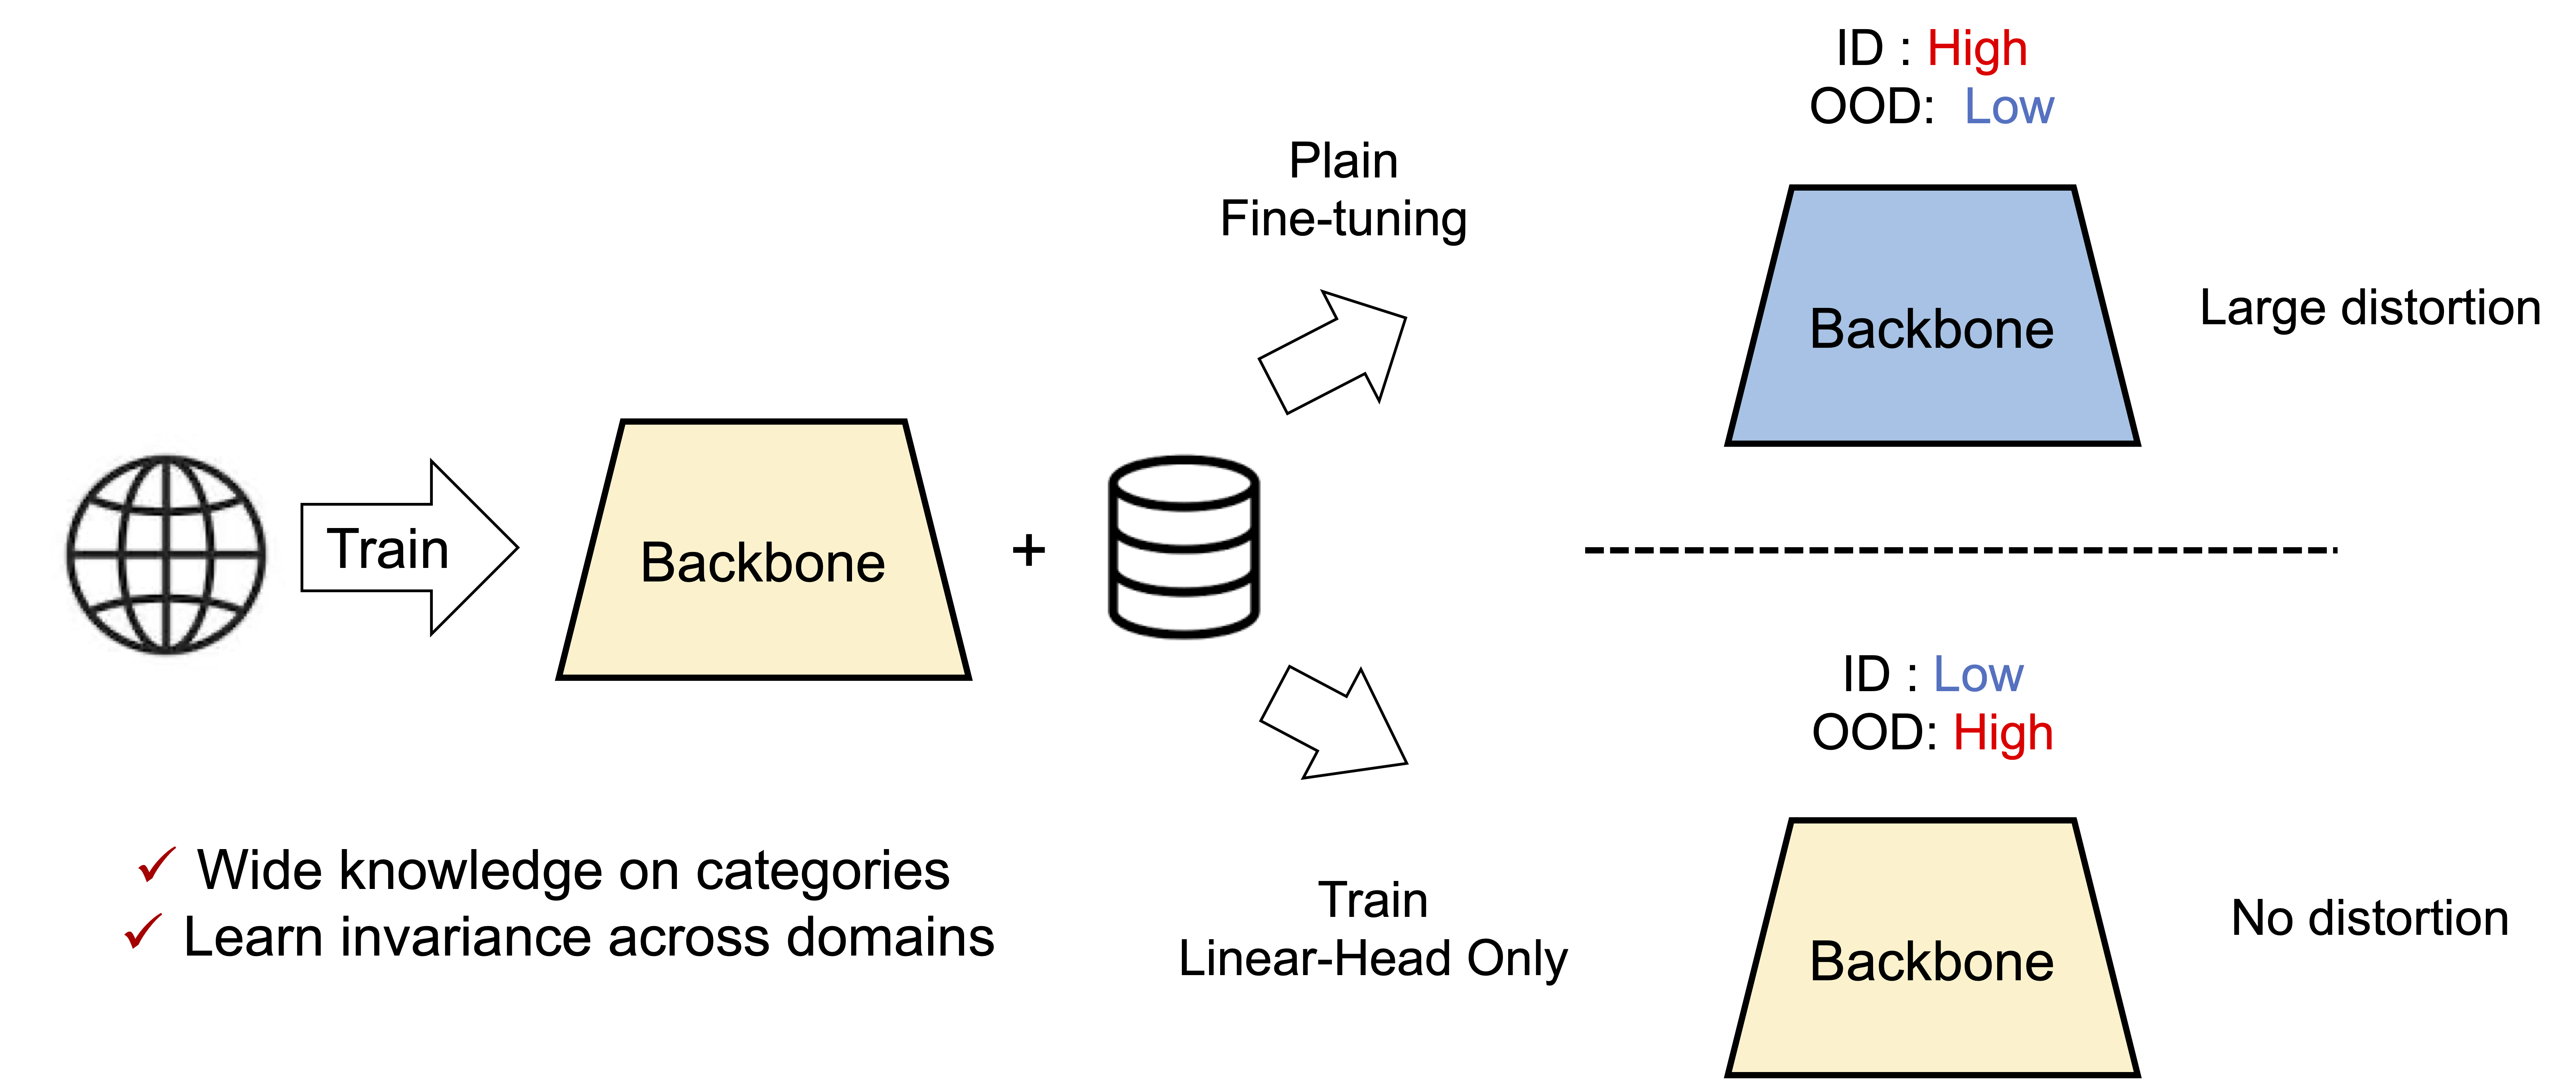 Train
Backbone
+
Wide knowledge on categories
Learn invariance across domains
Plain
Fine-tuning
ID : High
OOD: Low
Backbone
Large distortion
Train
Linear-Head Only
ID : Low
OOD: High
Backbone
No distortion